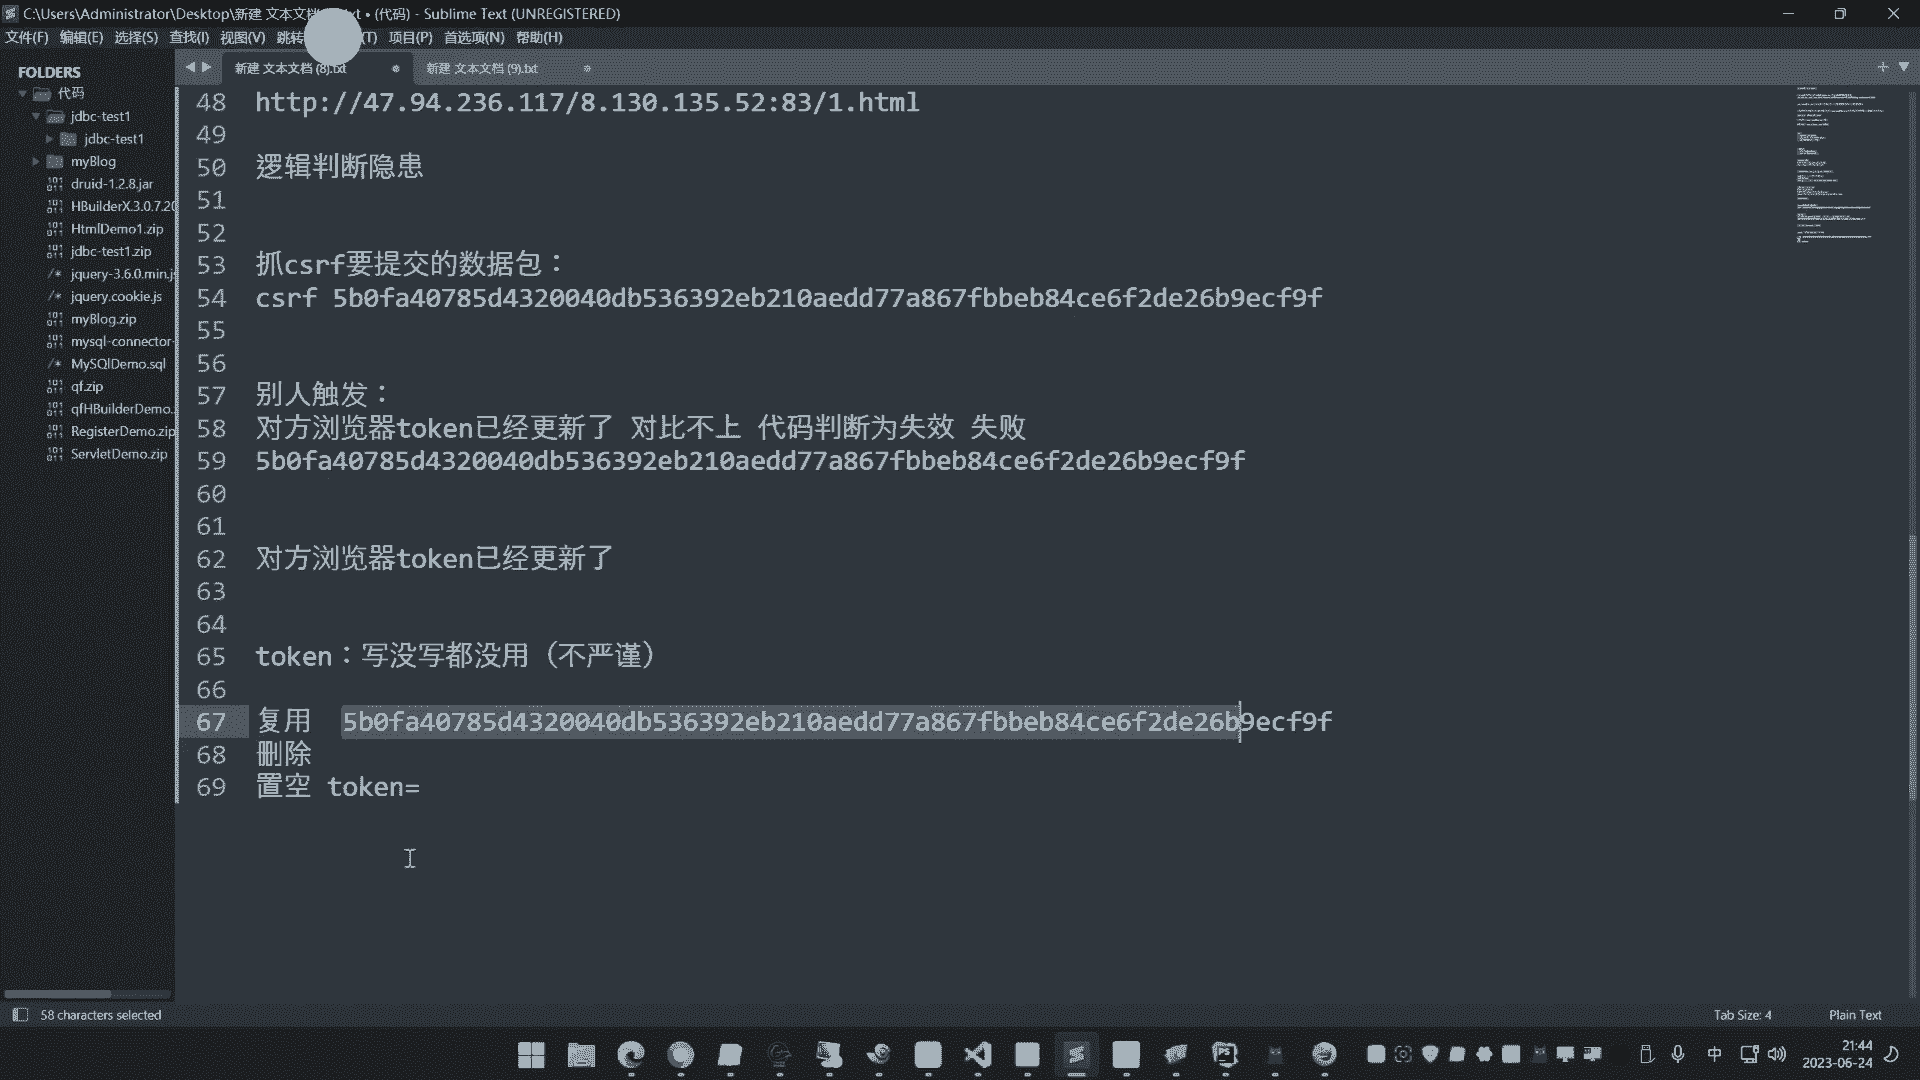 C:\Users\Administrator\Desktop\新建 文本文档 .txt • (代码) - Sublime Text (UNREGISTERED)
文件(F) 编辑(E) 选择(S) 查找(I) 视图(V) 跳转 (T) 项目(P) 首选项(N) 帮助(H)
FOLDERS
代码
jdbc-test1
jdbc-test1
myBlog
druid-1.2.8.jar
HBuilderX.3.0.7.20
HtmlDemo1.zip
jdbc-test1.zip
jquery-3.6.0.min.j
jquery.cookie.js
myBlog.zip
mysql-connector-
MySQlDemo.sql
qf.zip
qfHBuilderDemo.
RegisterDemo.zip
ServletDemo.zip
新建 文本文档 (8).txt
新建 文本文档 (9).txt
48 http://47.94.236.117/8.130.135.52:83/1.html
49
50 逻辑判断隐患
51
52
53 抓csrf要提交的数据包：
54 csrf 5b0fa40785d4320040db536392eb210aedd77a867fbbeb84ce6f2de26b9ecf9f
55
56
57 别人触发：
58 对方浏览器token已经更新了 对比不上 代码判断为失效 失败
59 5b0fa40785d4320040db536392eb210aedd77a867fbbeb84ce6f2de26b9ecf9f
60
61
62 对方浏览器token已经更新了
63
64
65 token：写没写都没用（不严谨）
66
67 复用 5b0fa40785d4320040db536392eb210aedd77a867fbbeb84ce6f2de26b9ecf9f
68 删除
69 置空 token=
58 characters selected
Tab Size: 4
Plain Text
中
21:44
2023-06-24